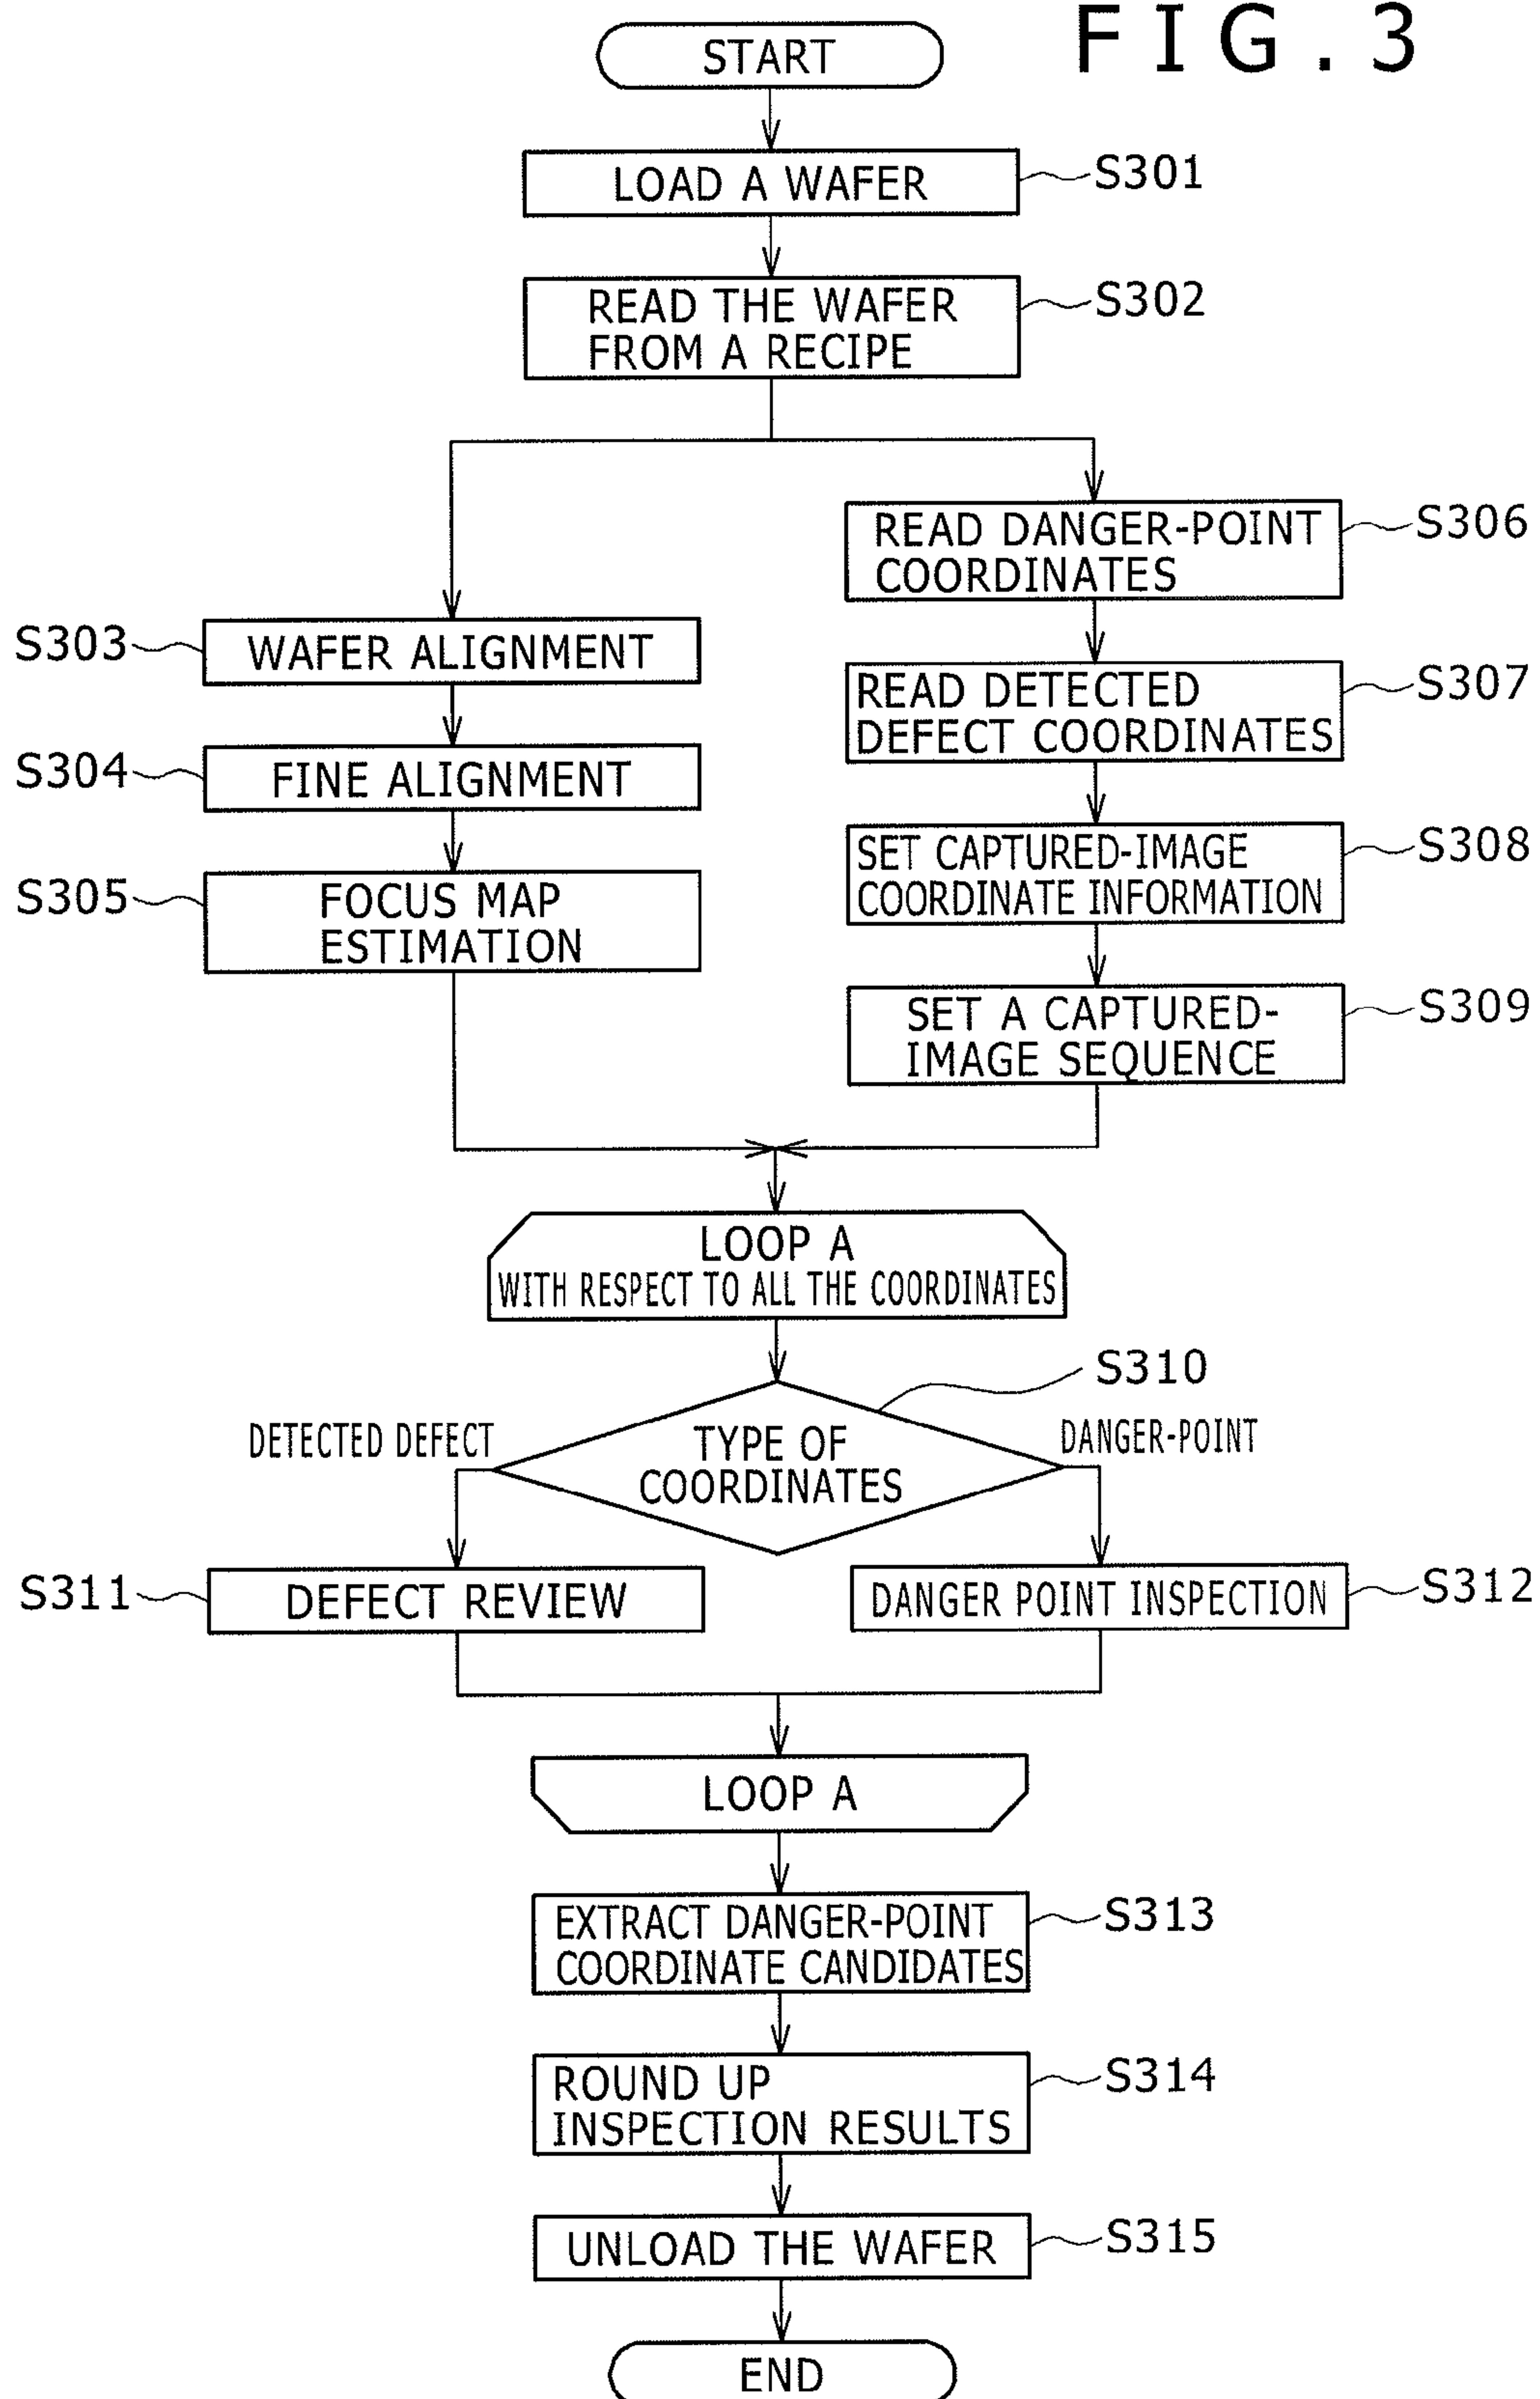 FIG.3
START
LOAD A WAFER
S301
READ THE WAFER
FROM A RECIPE
S302
READ DANGER-POINT
COORDINATES
S306
S303
WAFER ALIGNMENT
READ DETECTED
DEFECT COORDINATES
S307
S304
FINE ALIGNMENT
SET CAPTURED-IMAGE
COORDINATE INFORMATION
S308
S305
FOCUS MAP
ESTIMATION
SET A CAPTURED-
IMAGE SEQUENCE
S309
LOOP A
WITH RESPECT TO ALL THE COORDINATES
S310
DETECTED DEFECT
TYPE OF
COORDINATES
DANGER-POINT
S311
DEFECT REVIEW
DANGER POINT INSPECTION
S312
LOOP A
EXTRACT DANGER-POINT
COORDINATE CANDIDATES
S313
ROUND UP
INSPECTION RESULTS
S314
UNLOAD THE WAFER
S315
END